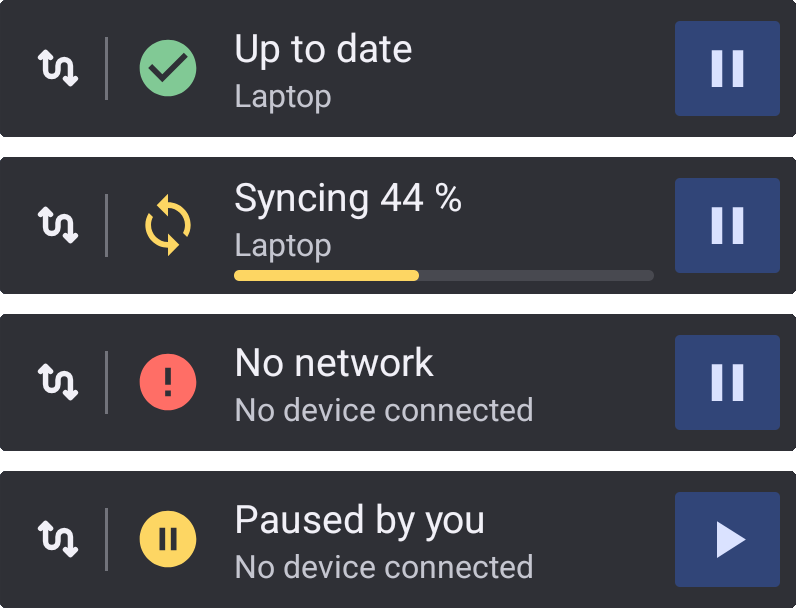 Up to date
Laptop
Syncing 44 %
Laptop
No network
No device connected
Paused by you
No device connected